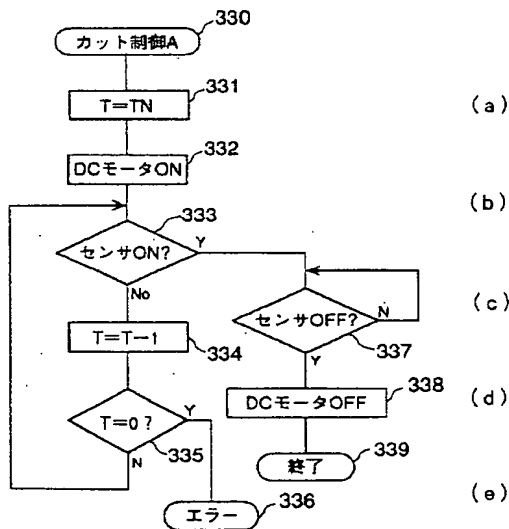 カット制御A
330
T=TN
331
(a)
DCモータON
332
(b)
センサON?
333
Y
No
センサOFF?
N
337
(c)
T=T−1
334
Y
DCモータOFF
338
(d)
T=0?
Y
335
N
終了
339
エラー
336
(e)